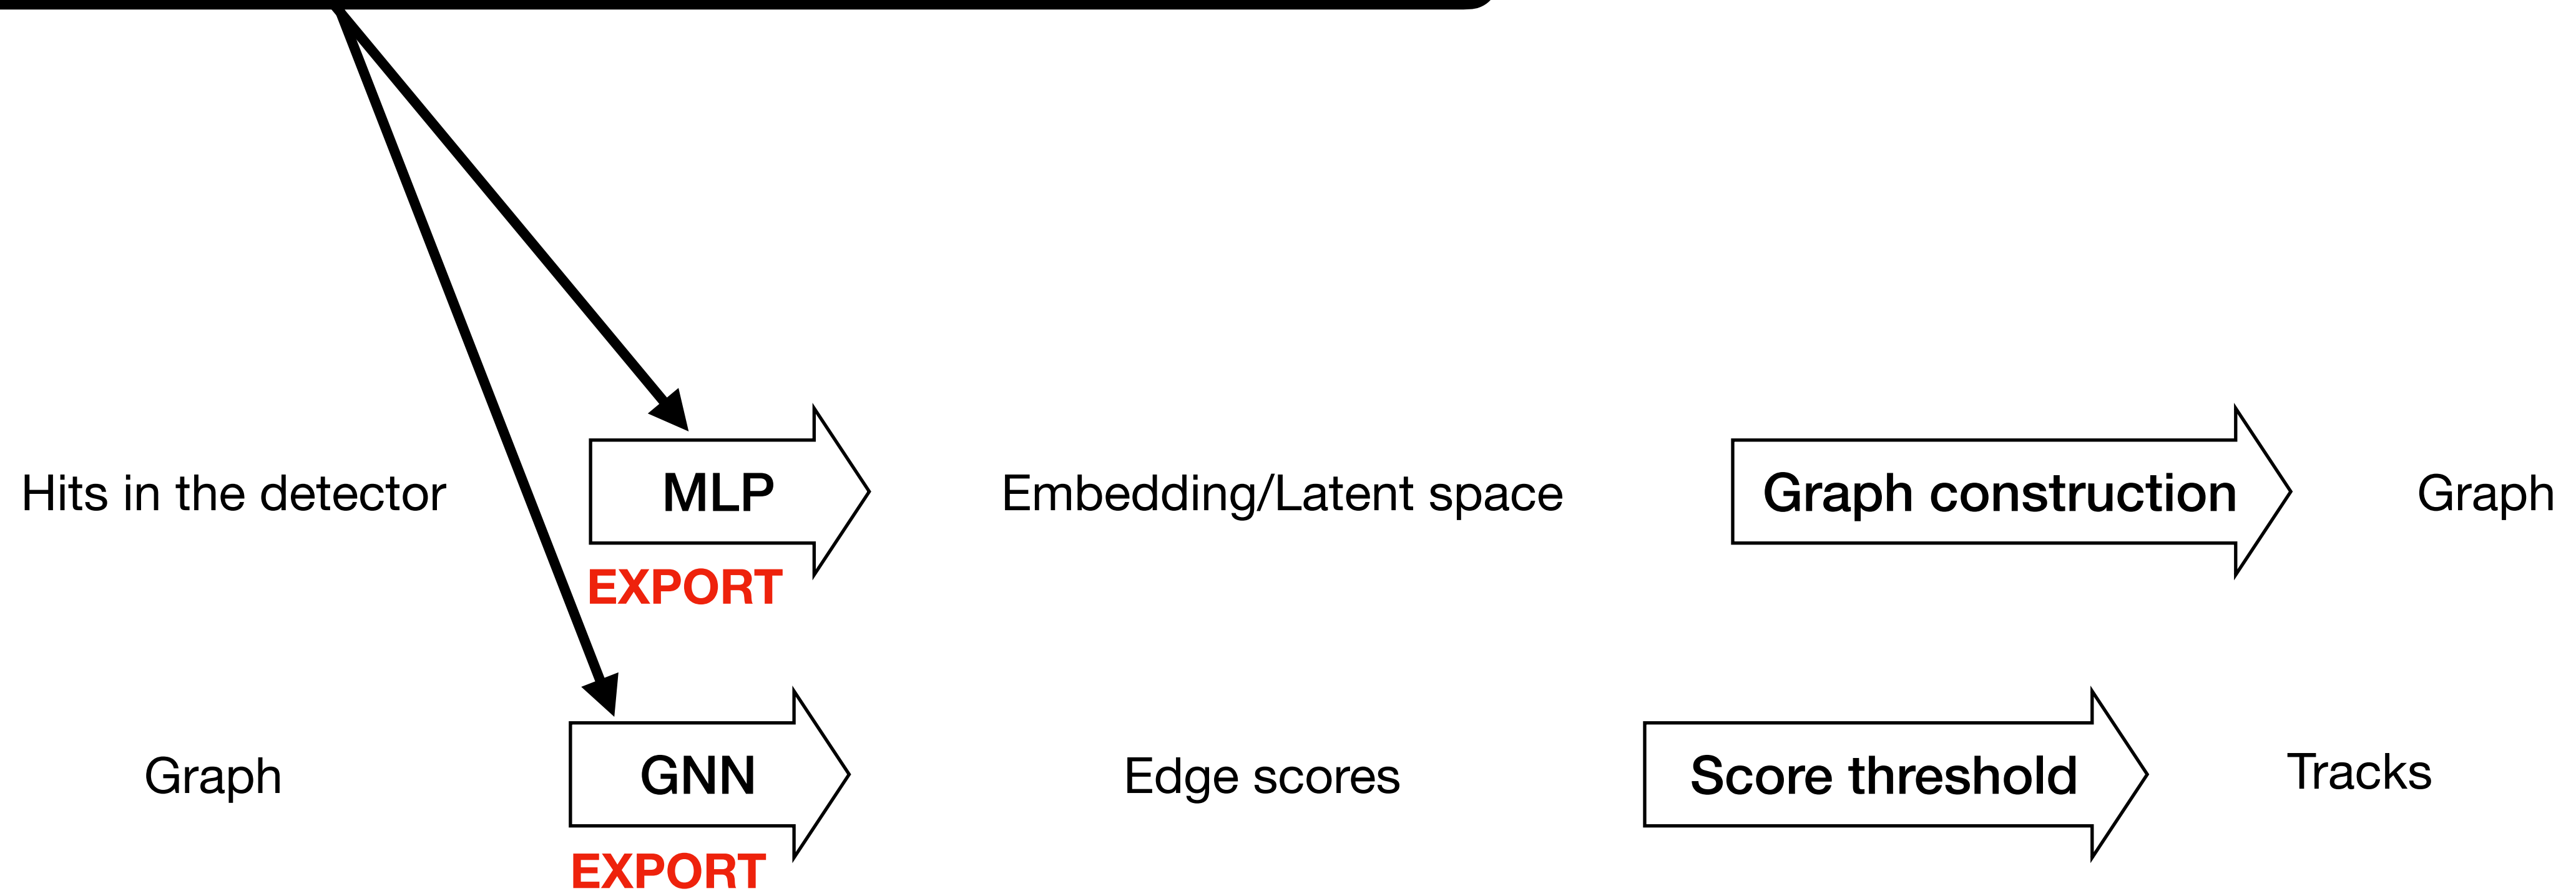 Hits in the detector MLP Embedding/Latent space Graph construction Graph
EXPORT
Graph GNN Edge scores Score threshold Tracks
EXPORT